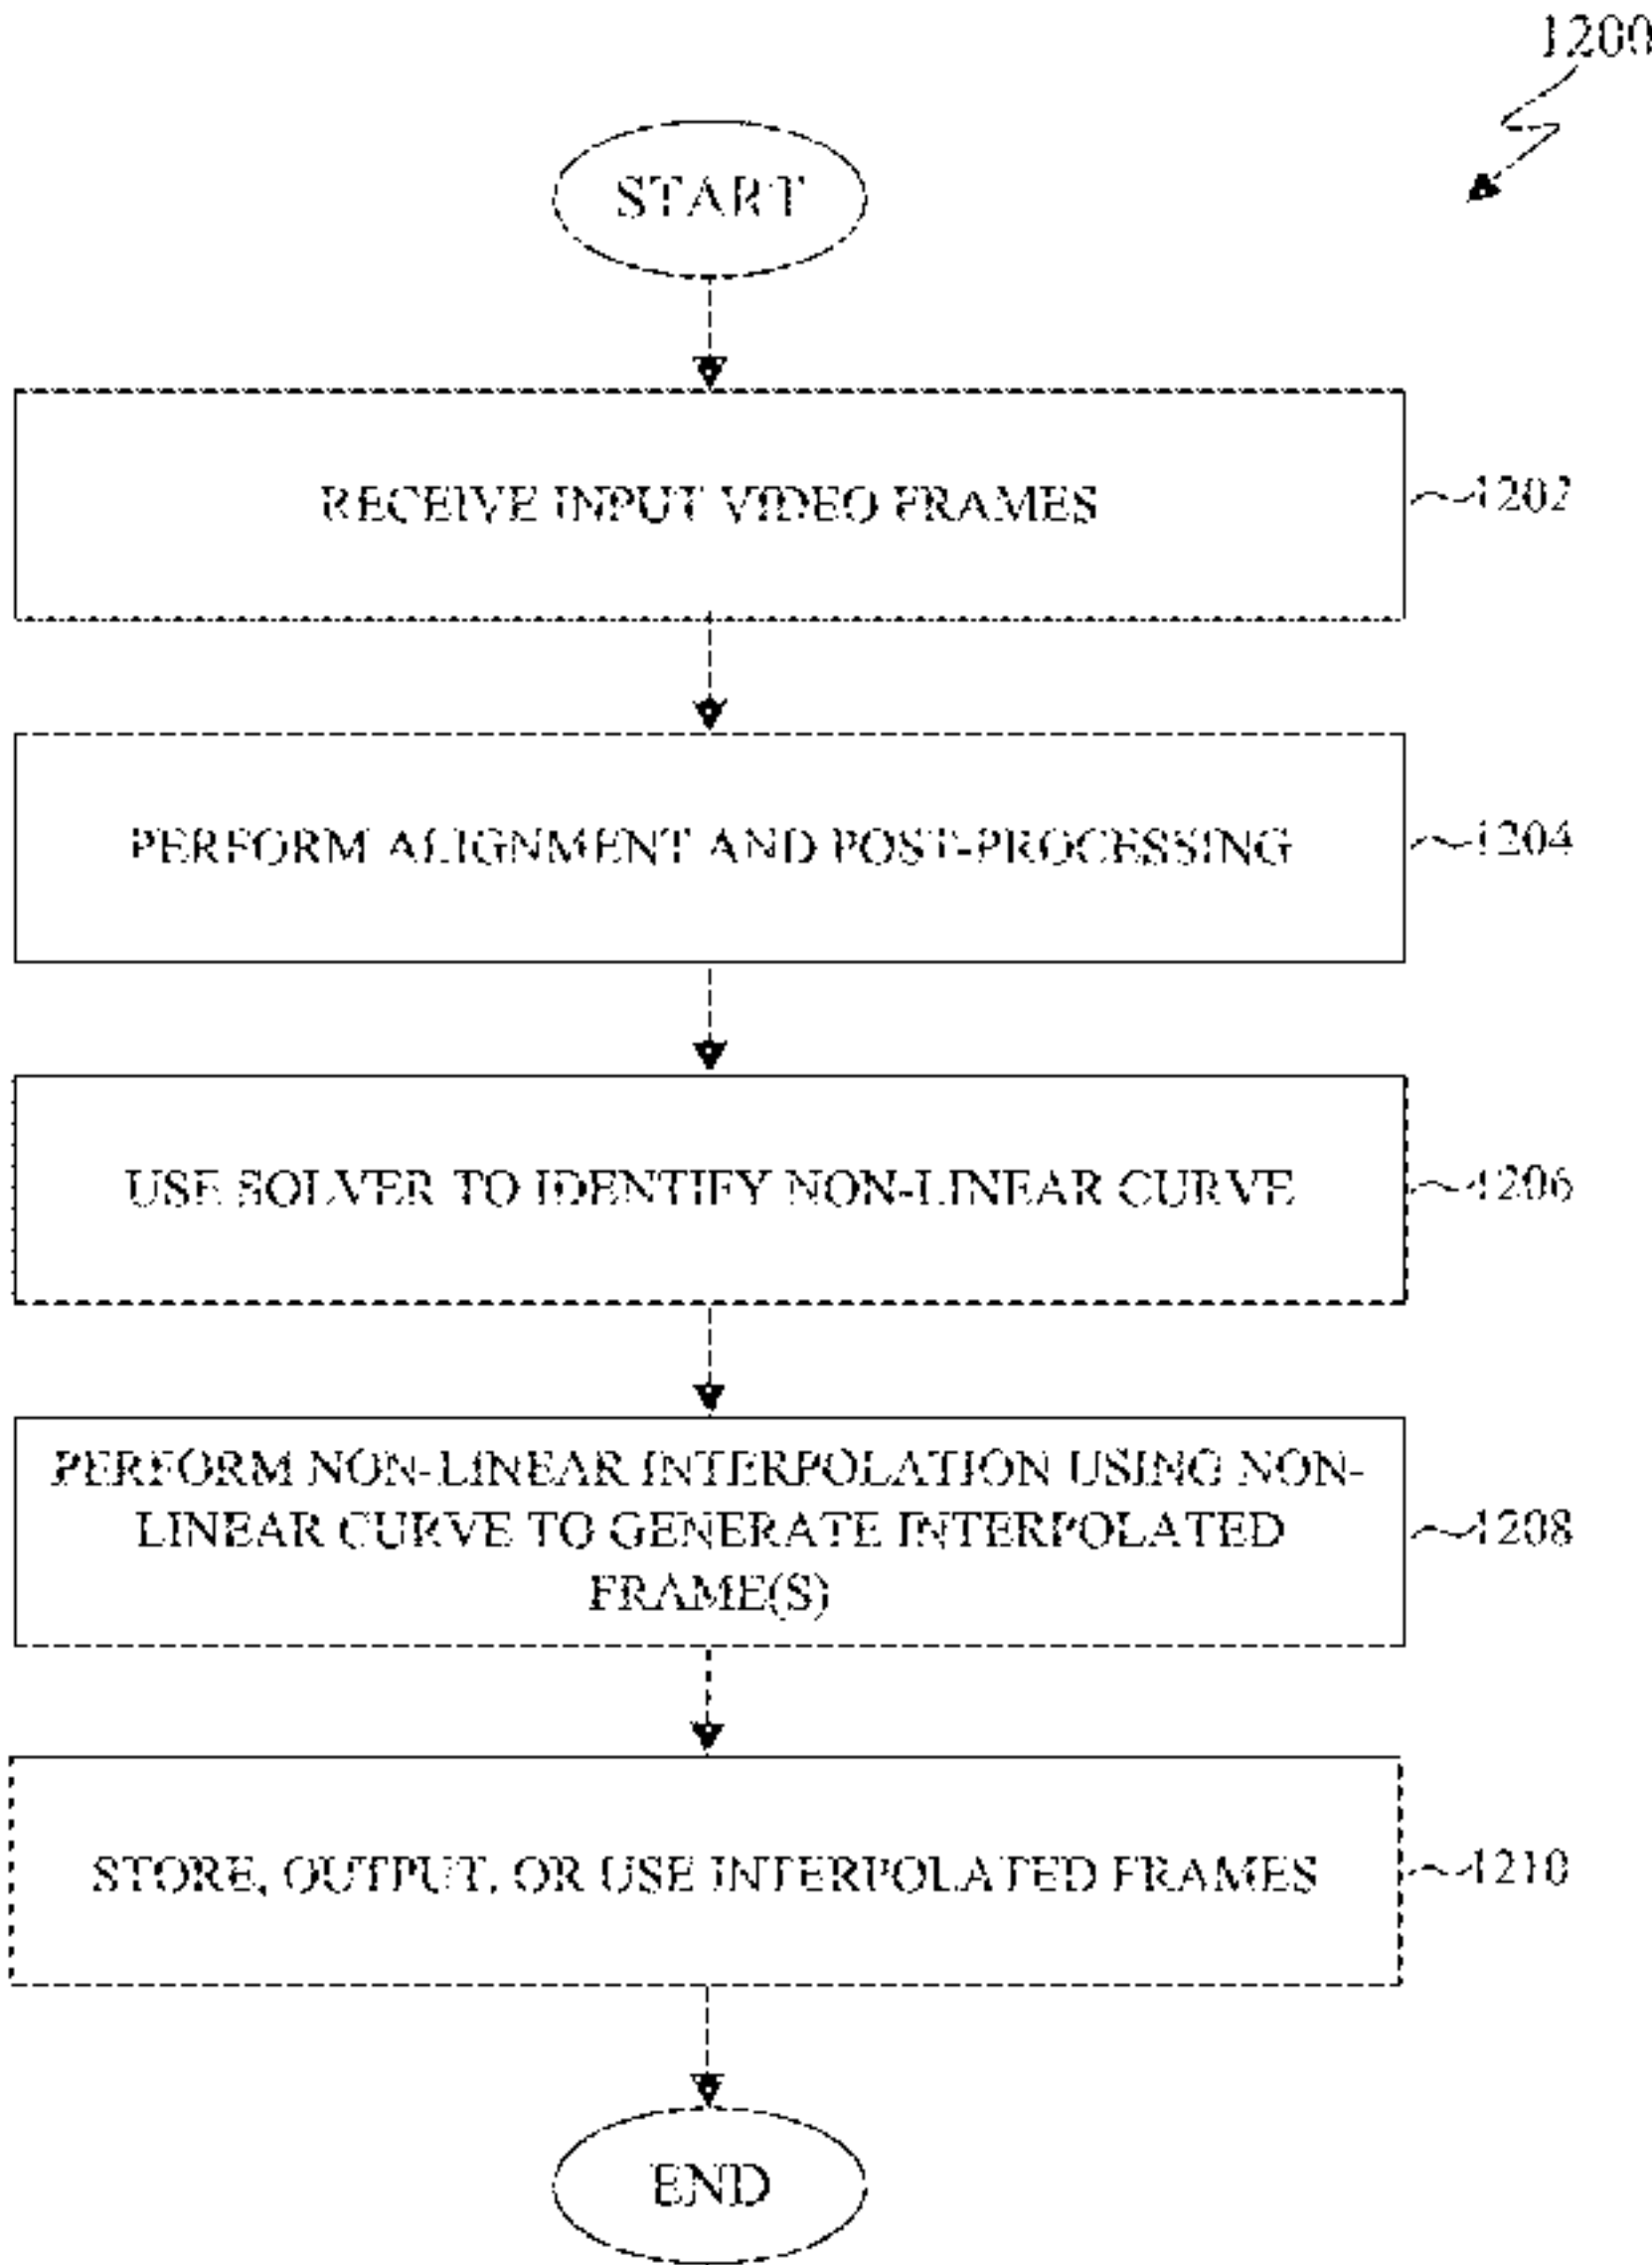 1200
START
RECEIVE INPUT VIDEO FRAMES
1202
PERFORM ALIGNMENT AND POST-PROCESSING
1204
USE SOLVER TO IDENTIFY NON-LINEAR CURVE
1206
PERFORM NON-LINEAR INTERPOLATION USING NON-
LINEAR CURVE TO GENERATE INTERPOLATED
FRAME(S)
1208
STORE, OUTPUT, OR USE INTERPOLATED FRAMES
1210
END